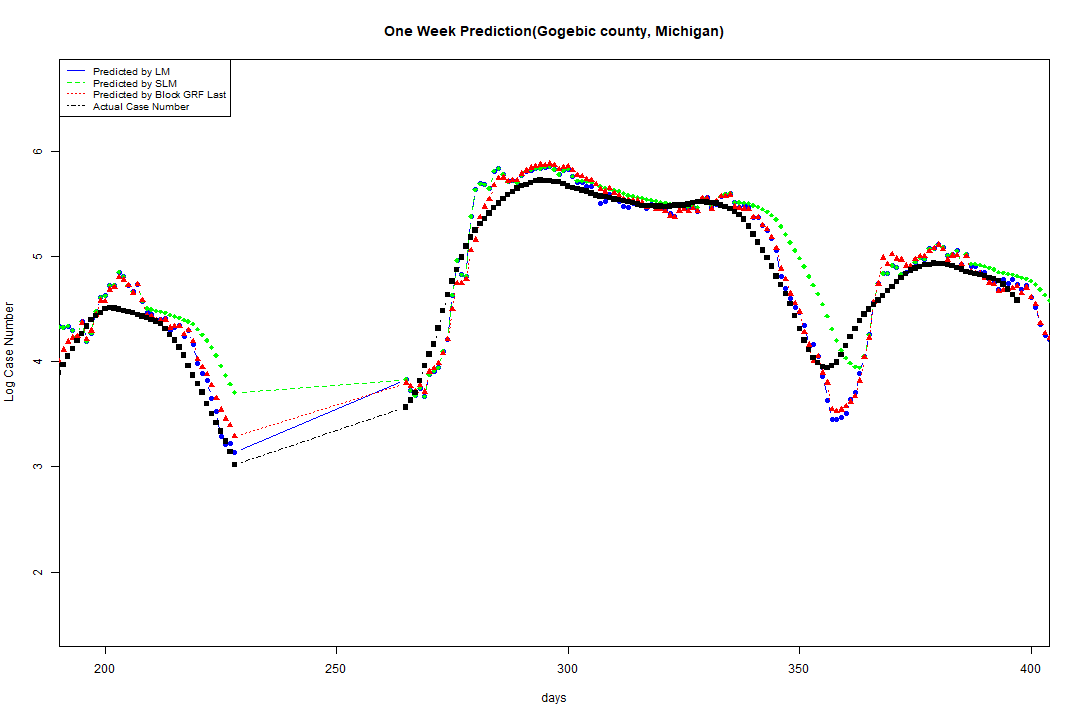 One Week Prediction(Gogebic county, Michigan)
Predicted by LM
Predicted by SLM
Predicted by Block GRF Last
Actual Case Number
6
5
4
3
2
Log Case Number
200 250 300 350 400
days